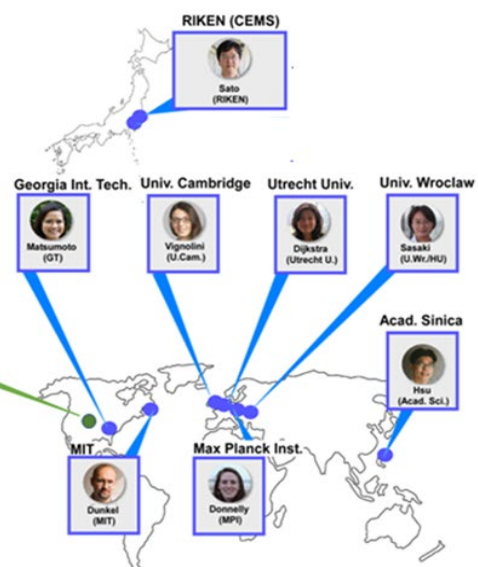 RIKEN (CEMS)
Sato
(RIKEN)
Georgia Int. Tech.
Univ. Cambridge
Utrecht Univ.
Univ. Wroclaw
Matsumoto
(GT)
Vignolini
(U.Cam.)
Dijkstra
(Utrecht U.)
Sasaki
(U.Wr./HU)
Acad. Sinica
Hsu
(Acad. Sci.)
MIT
Max Planck Inst.
Dunkel
(MIT)
Donnelly
(MPI)